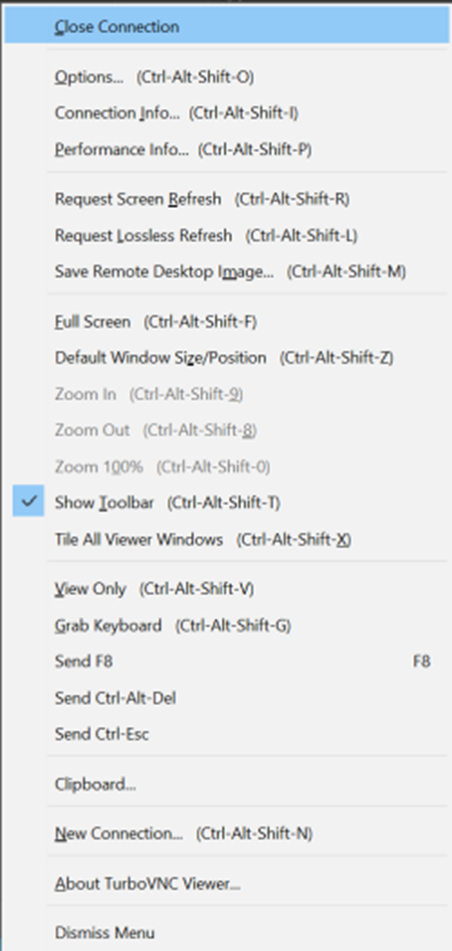 Close Connection
Options... (Ctrl-Alt-Shift-O)
Connection Info... (Ctrl-Alt-Shift-I)
Performance Info... (Ctrl-Alt-Shift-P)
Request Screen Refresh (Ctrl-Alt-Shift-R)
Request Lossless Refresh (Ctrl-Alt-Shift-L)
Save Remote Desktop Image... (Ctrl-Alt-Shift-M)
Full Screen (Ctrl-Alt-Shift-F)
Default Window Size/Position (Ctrl-Alt-Shift-Z)
Zoom In (Ctrl-Alt-Shift-9)
Zoom Out (Ctrl-Alt-Shift-8)
Zoom 100% (Ctrl-Alt-Shift-0)
Show Toolbar (Ctrl-Alt-Shift-T)
Tile All Viewer Windows (Ctrl-Alt-Shift-X)
View Only (Ctrl-Alt-Shift-V)
Grab Keyboard (Ctrl-Alt-Shift-G)
Send F8 F8
Send Ctrl-Alt-Del
Send Ctrl-Esc
Clipboard...
New Connection... (Ctrl-Alt-Shift-N)
About TurboVNC Viewer...
Dismiss Menu